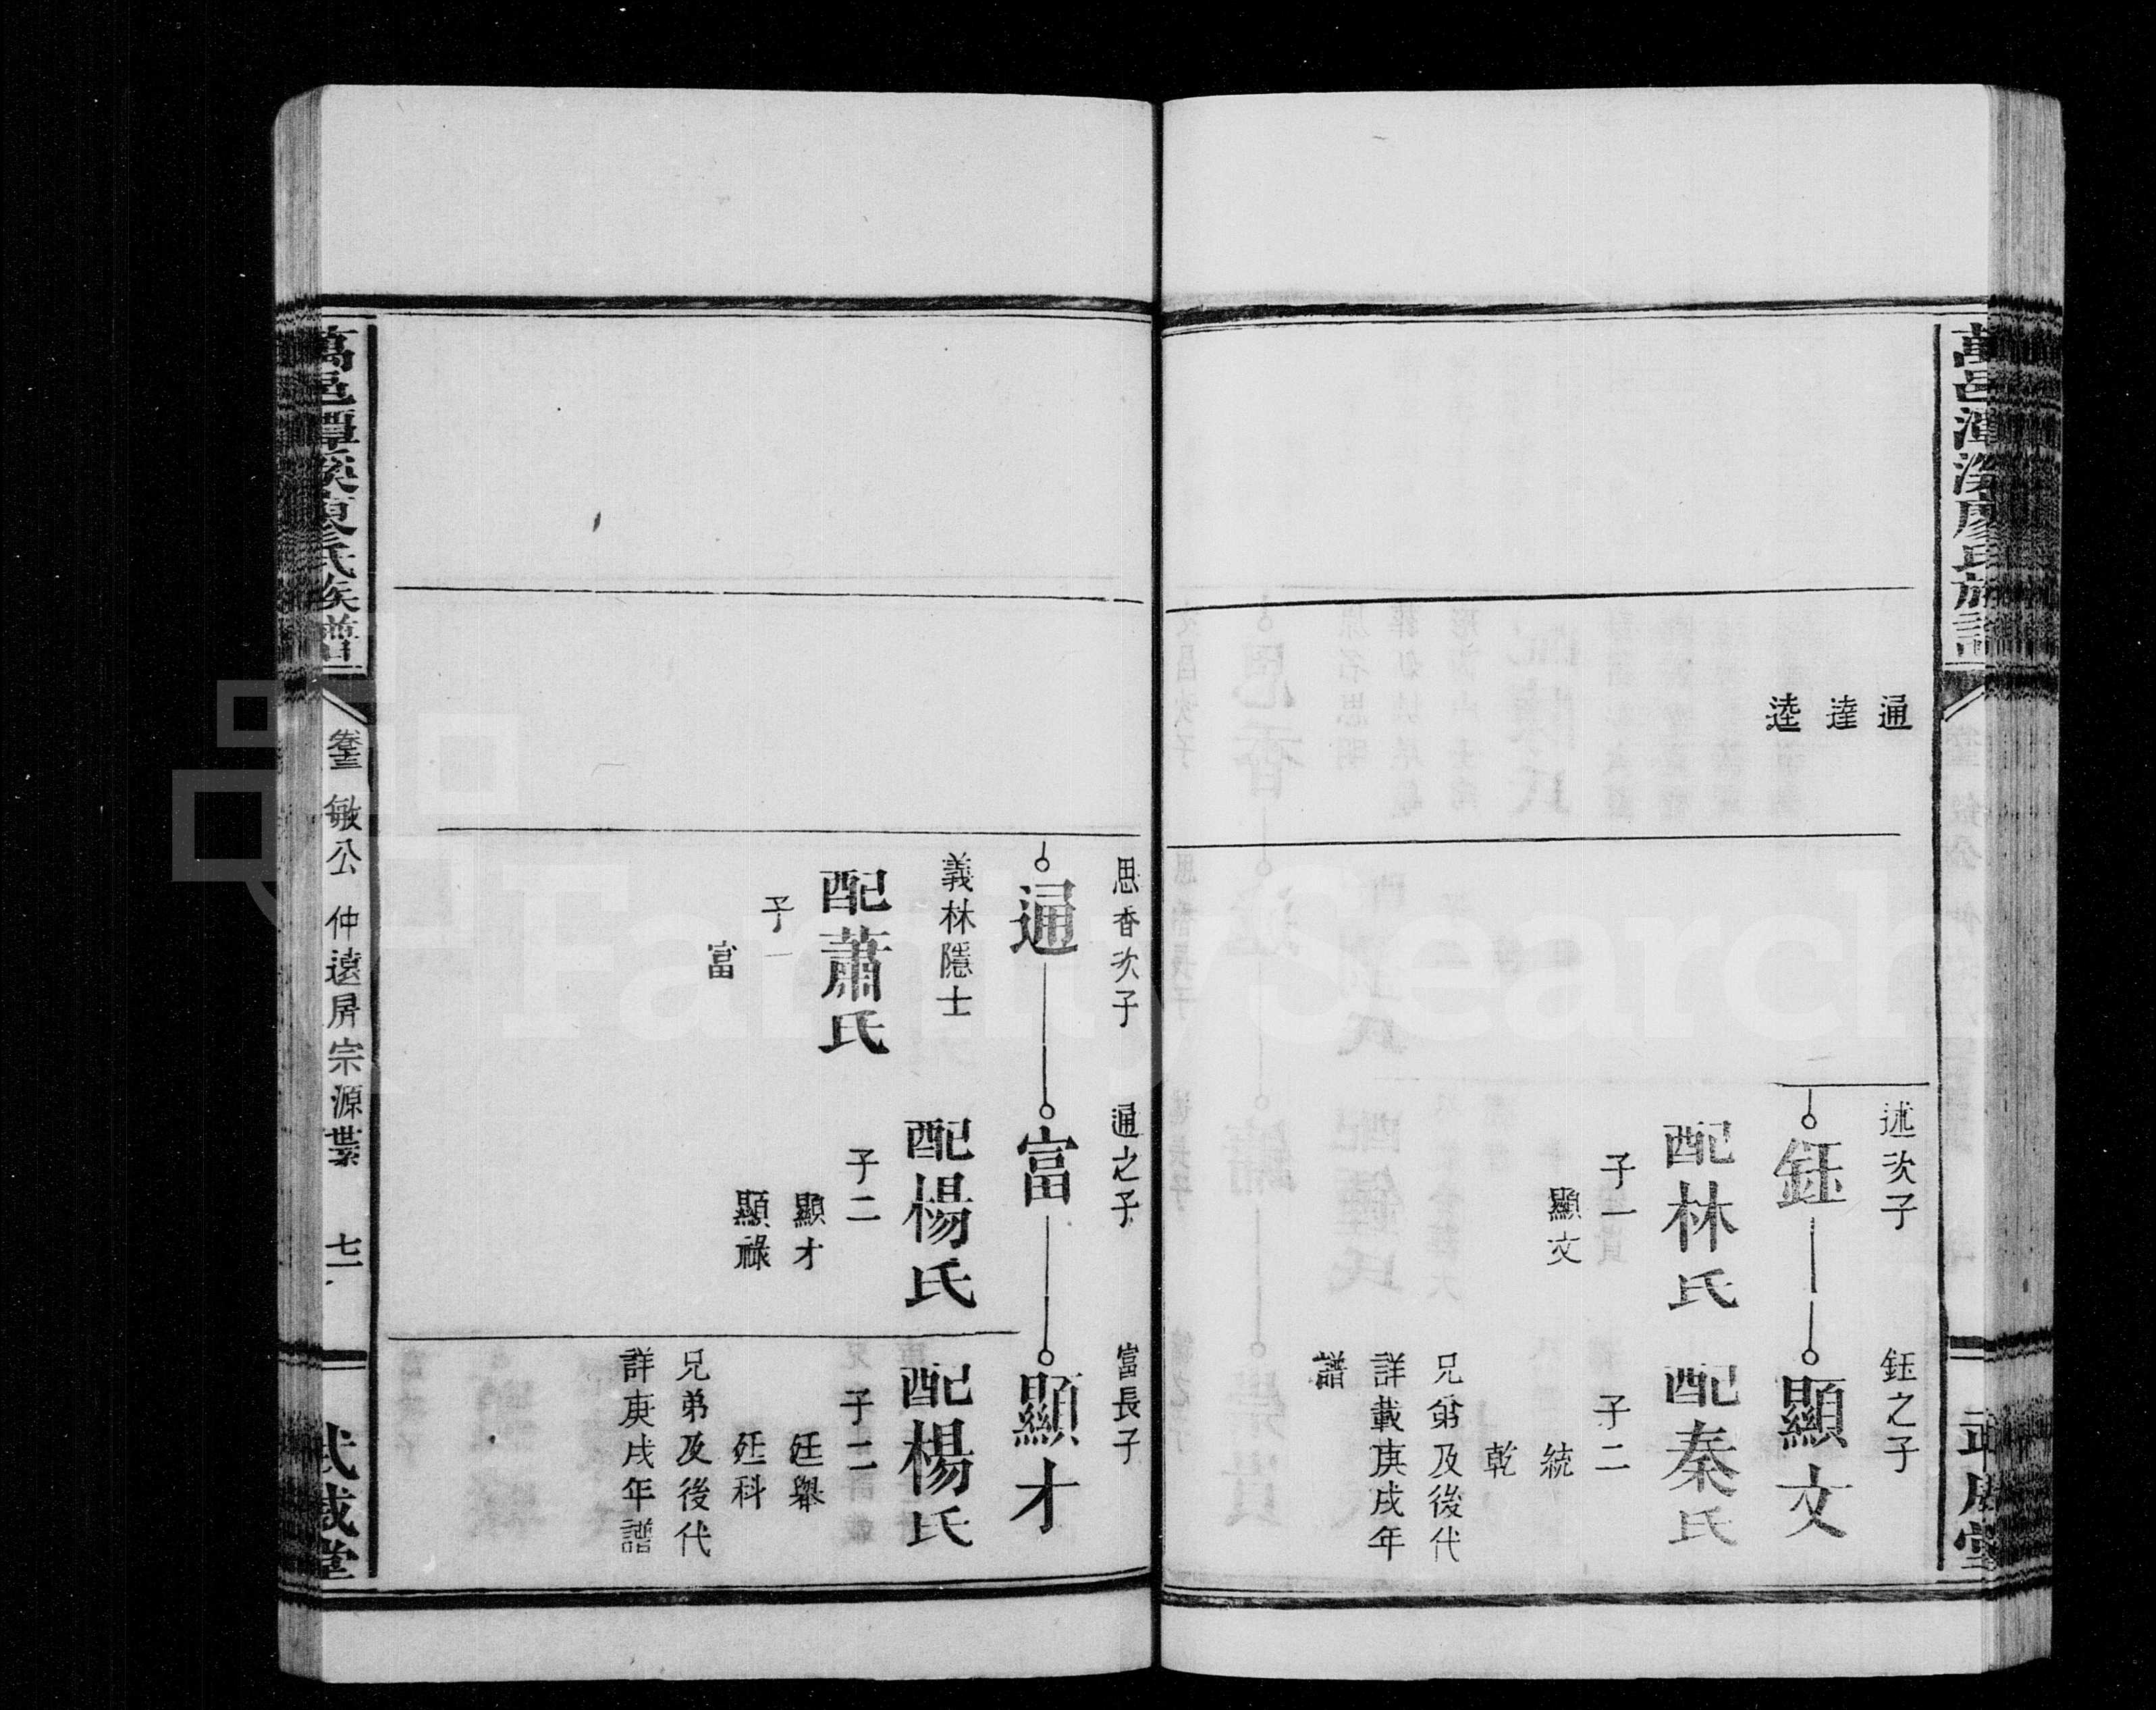 萬邑潭溪廖氏族譜
通
達
逵
述次子
鈺
配林氏
子一
顯文
鈺之子
顯文
配秦氏
子二
統
乾
兄弟及後代
詳載庚戌年
譜
思香次子
通
義林隱士
配蕭氏
子一
富
通之子
富
配楊氏
子二
顯才
顯祿
富長子
顯才
配楊氏
子二
廷舉
廷科
兄弟及後代
詳庚戌年譜
萬邑潭溪廖氏族譜
敏公
仲遠房宗源
武威堂
FamilySearch